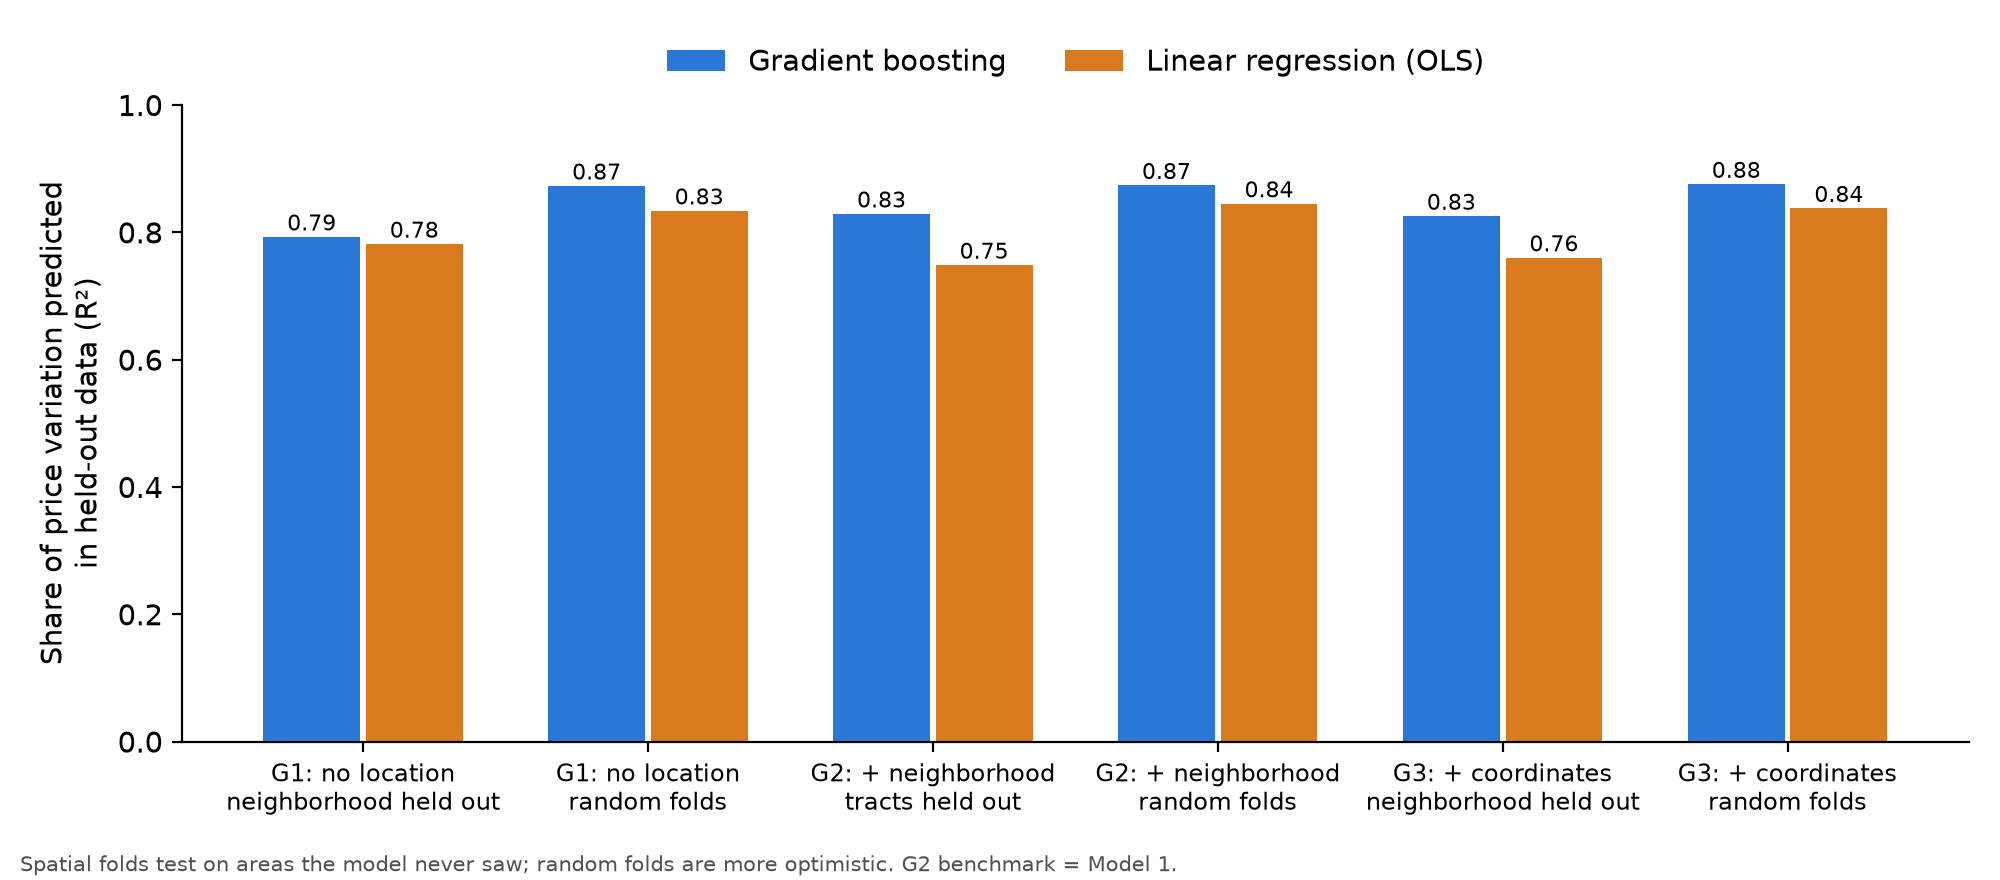 Gradient boosting
Linear regression (OLS)
Share of price variation predicted
in held-out data (R²)
1.0
0.8
0.6
0.4
0.2
0.0
0.79
0.78
0.87
0.83
0.83
0.75
0.87
0.84
0.83
0.76
0.88
0.84
G1: no location
neighborhood held out
G1: no location
random folds
G2: + neighborhood
tracts held out
G2: + neighborhood
random folds
G3: + coordinates
neighborhood held out
G3: + coordinates
random folds
Spatial folds test on areas the model never saw; random folds are more optimistic. G2 benchmark = Model 1.